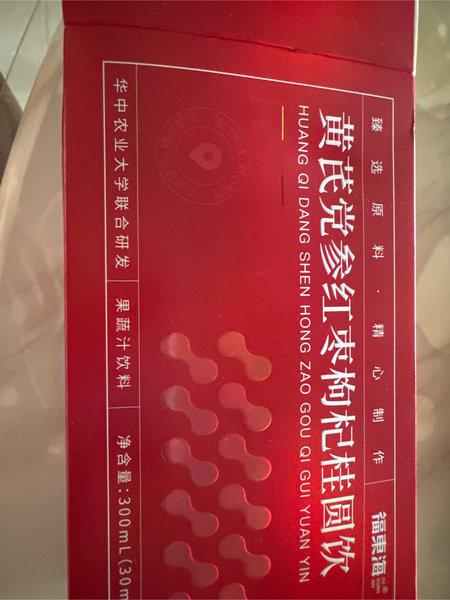 臻选原料·精心制作
福东海
黄芪党参红枣枸杞桂圆饮
HUANG QI DANG SHEN HONG ZAO GOU QI GUI YUAN YIN
华中农业大学联合研发
果蔬汁饮料
净含量:300mL(30m